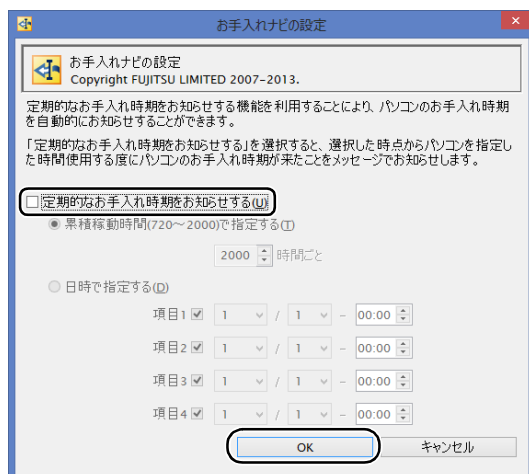 お手入れナビの設定
お手入れナビの設定
Copyright FUJITSU LIMITED 2007-2013.
定期的なお手入れ時期をお知らせする機能を利用することにより、パソコンのお手入れ時期
を自動的にお知らせすることができます。
「定期的なお手入れ時期をお知らせする」を選択すると、選択した時点からパソコンを指定し
た時間使用する度にパソコンのお手入れ時期が来たことをメッセージでお知らせします。
定期的なお手入れ時期をお知らせする(U)
累積稼動時間(720～2000)で指定する(T)
2000 時間ごと
日時で指定する(D)
項目1 1 / 1 - 00:00
項目2 1 / 1 - 00:00
項目3 1 / 1 - 00:00
項目4 1 / 1 - 00:00
OK キャンセル